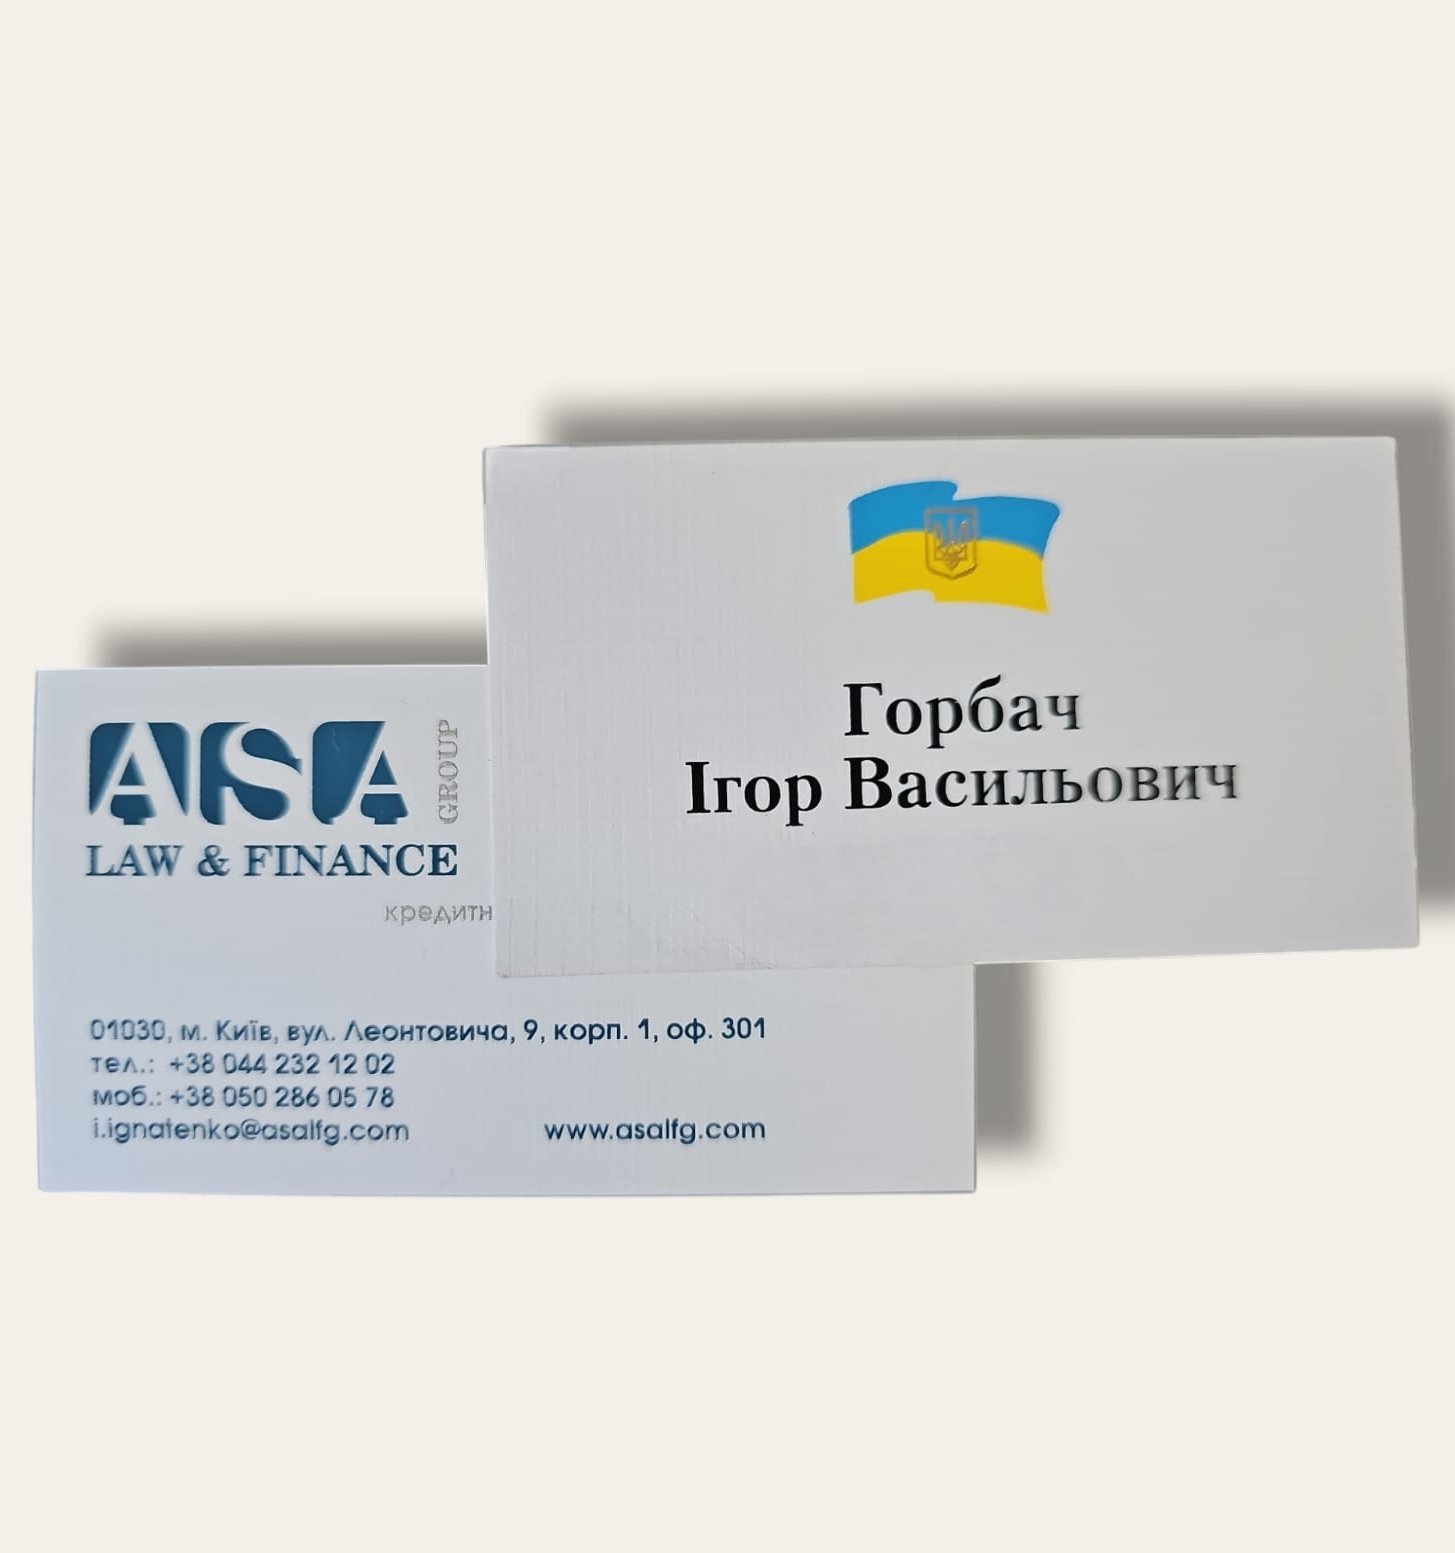 Горбач
Ігор Васильович
ASA GROUP
LAW & FINANCE
кредитн
01030, м. Київ, вул. Леонтовича, 9, корп. 1, оф. 301
тел.: +38 044 232 12 02
моб.: +38 050 286 05 78
i.ignatenko@asalfg.com www.asalfg.com